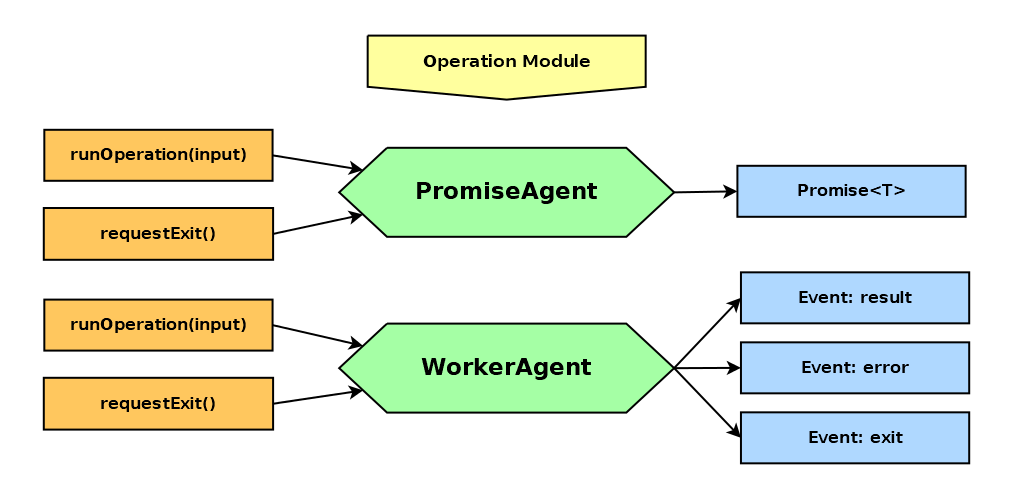 Operation Module
runOperation(input)
requestExit()
PromiseAgent
Promise<T>
runOperation(input)
requestExit()
WorkerAgent
Event: result
Event: error
Event: exit